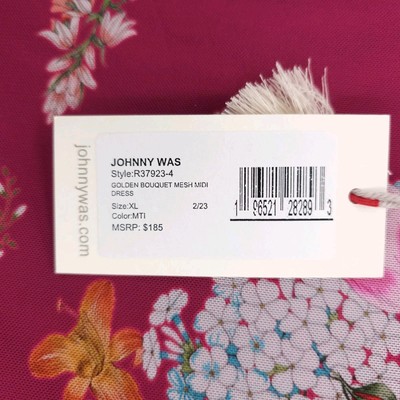 johnnywas.com
JOHNNY WAS
Style:R37923-4
GOLDEN BOUQUET MESH MIDI
DRESS
Size:XL 2/23
Color:MTI
MSRP: $185
1 96521 28289 3